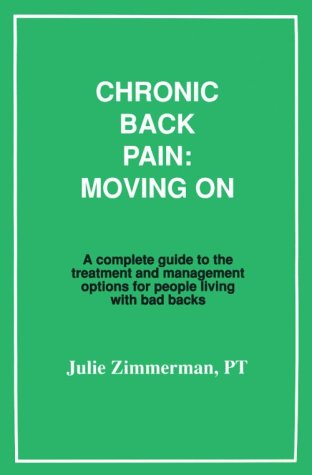 CHRONIC
BACK
PAIN:
MOVING ON
A complete guide to the
treatment and management
options for people living
with bad backs
Julie Zimmerman, PT